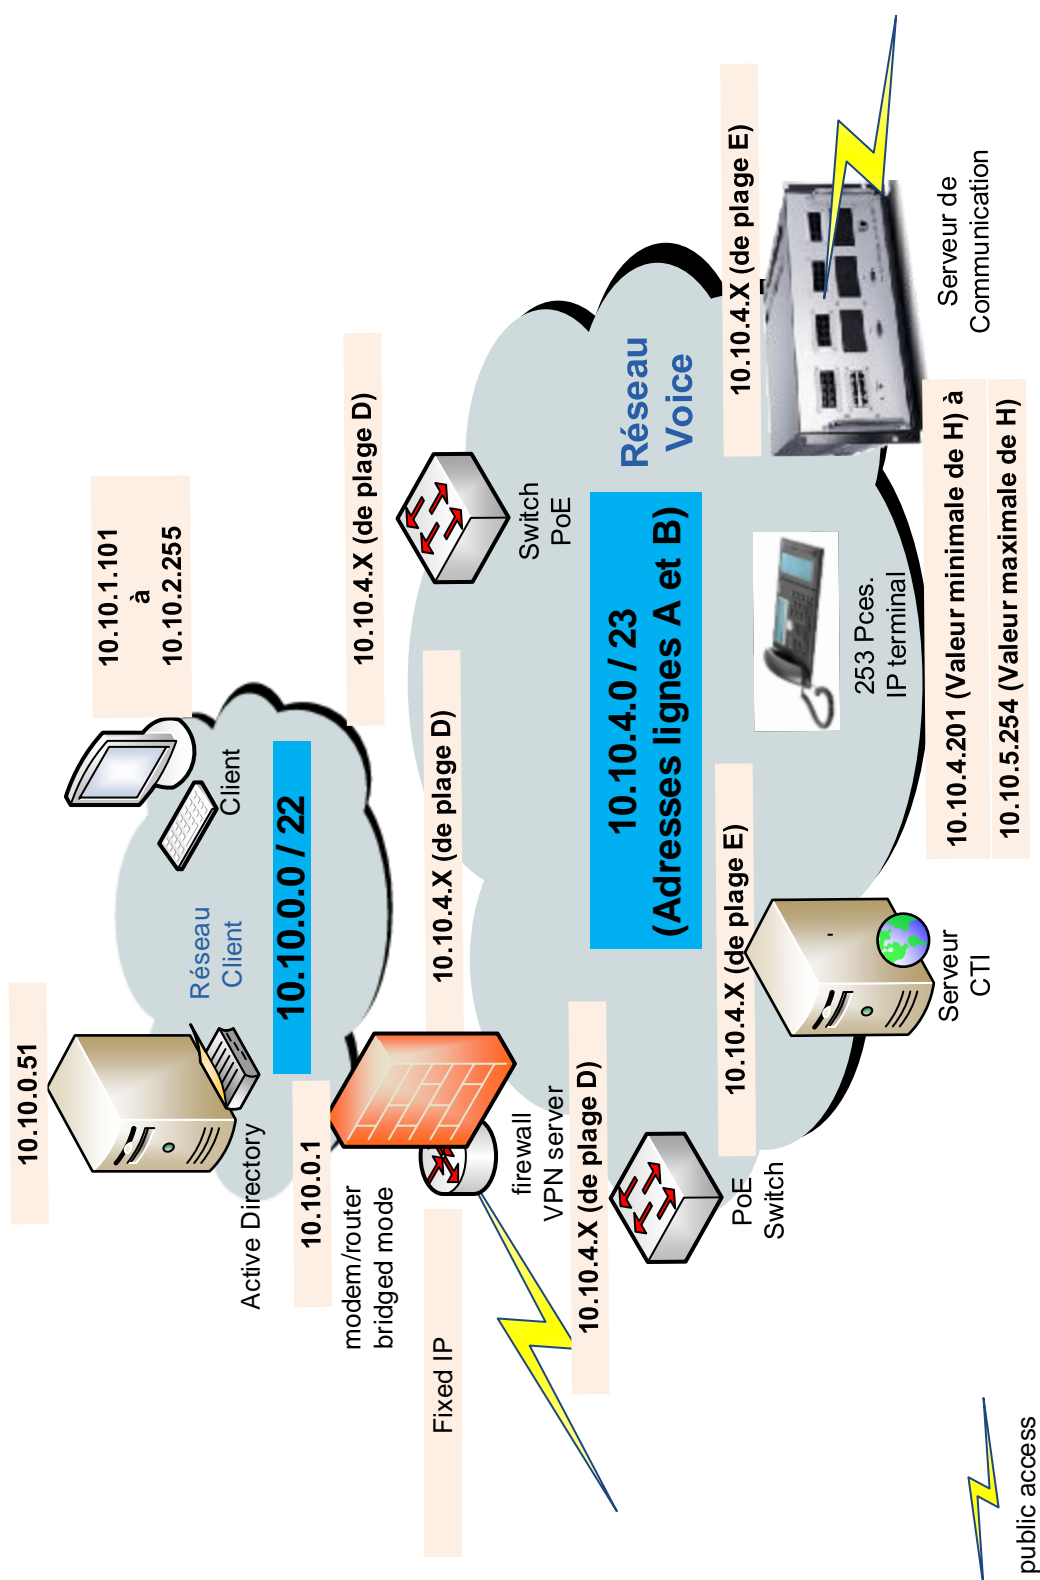 10.10.0.51
10.10.1.101
à
10.10.2.255
Active Directory
Réseau
Client
Client
10.10.0.0 / 22
10.10.0.1
modem/router
bridged mode
10.10.4.X (de plage D)
Fixed IP
10.10.4.X (de plage D)
firewall
VPN server
Switch
PoE
10.10.4.X (de plage D)
10.10.4.0 / 23
(Adresses lignes A et B)
Réseau
Voice
PoE
Switch
10.10.4.X (de plage E)
10.10.4.X (de plage E)
253 Pces.
IP terminal
Serveur
CTI
Serveur de
Communication
10.10.4.201 (Valeur minimale de H) à
10.10.5.254 (Valeur maximale de H)
public access